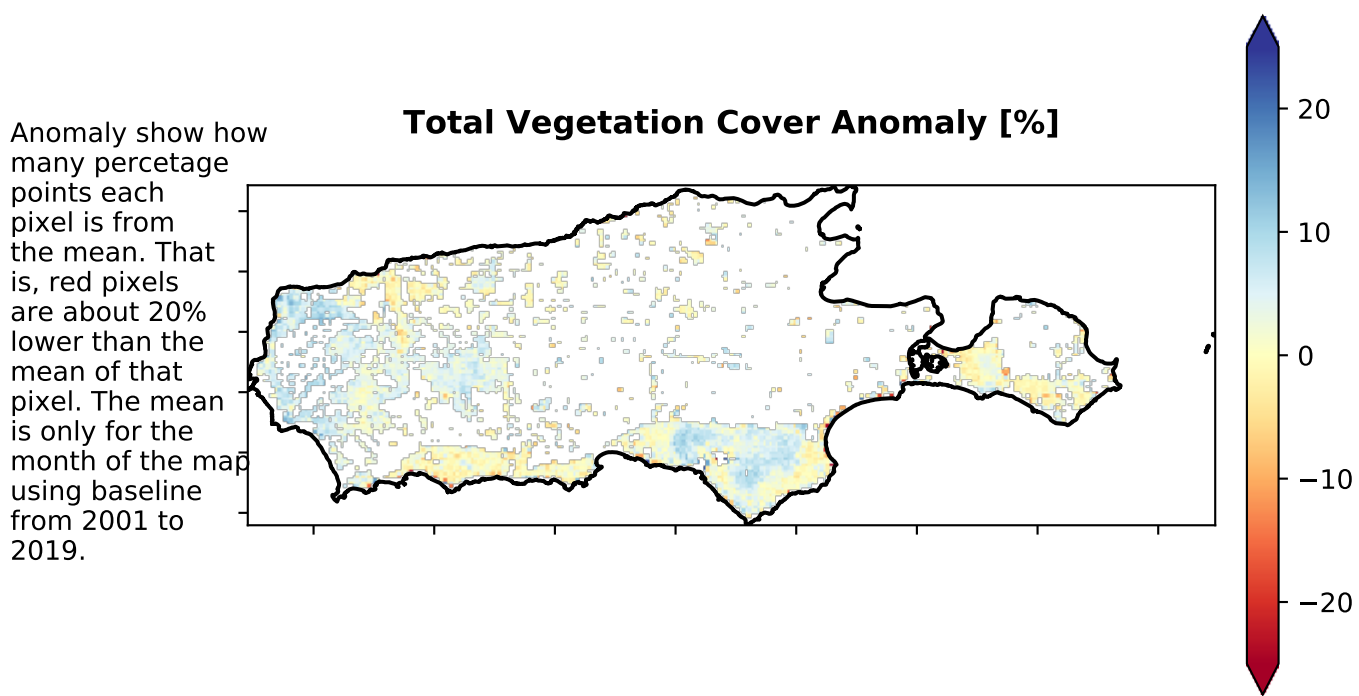 Total Vegetation Cover Anomaly [%]
Anomaly show how
many percetage
points each
pixel is from
the mean. That
is, red pixels
are about 20%
lower than the
mean of that
pixel. The mean
is only for the
month of the map
using baseline
from 2001 to
2019.
20
10
0
−10
−20